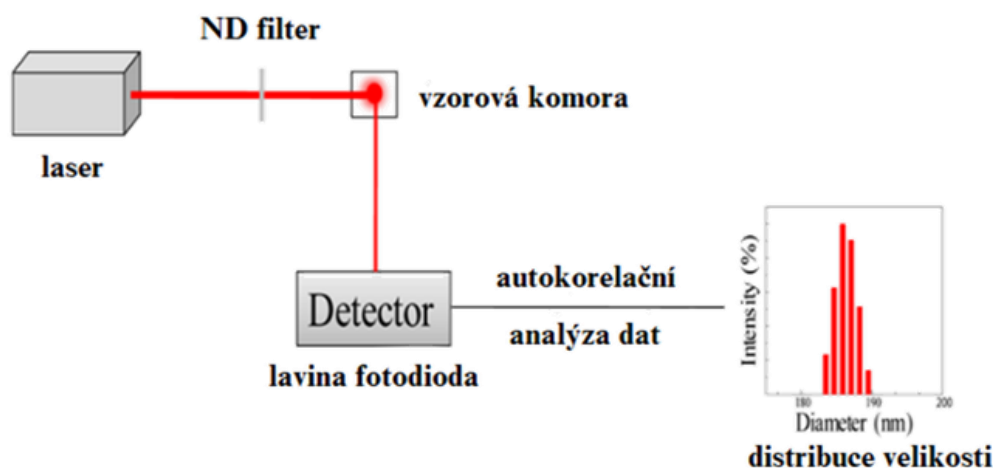 ND filter
vzorová komora
laser
Detector
lavina fotodioda
autokorelační
analýza dat
Intensity (%)
180 190 200
Diameter (nm)
distribuce velikosti